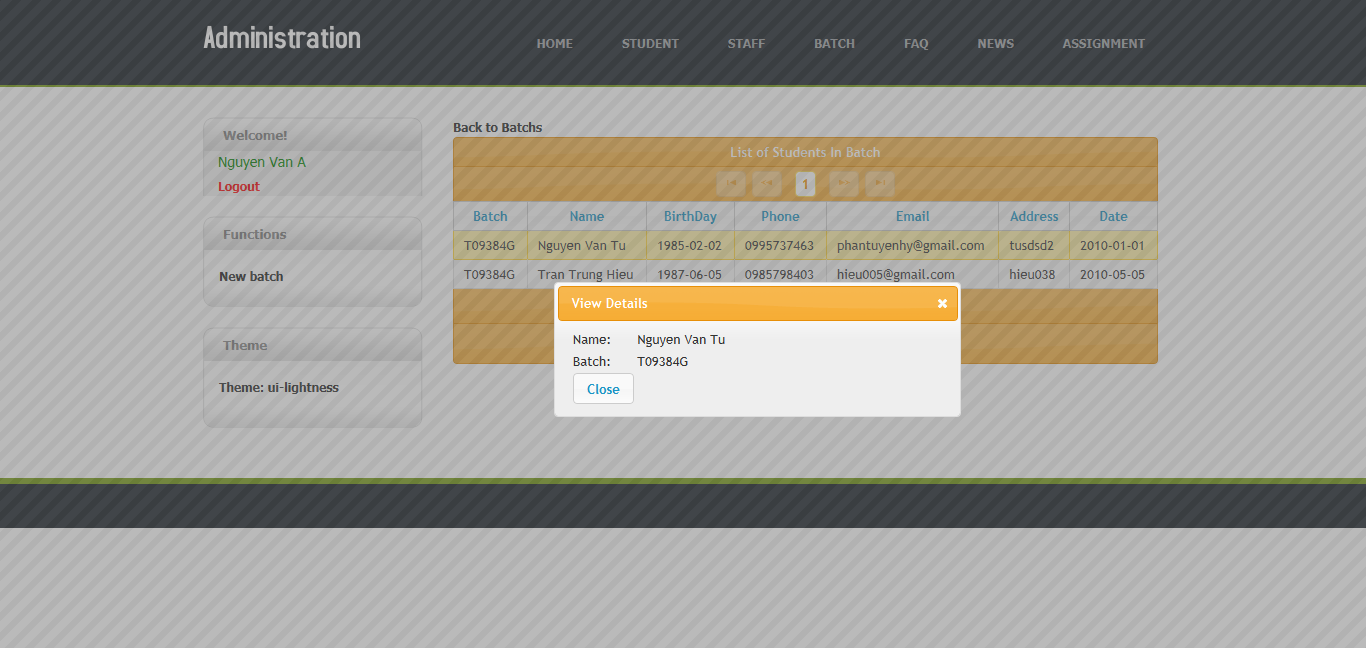 Administration
HOME STUDENT STAFF BATCH FAQ NEWS ASSIGNMENT
Welcome!
Nguyen Van A
Logout
Functions
New batch
Theme
Theme: ui-lightness
Back to Batchs
List of Students In Batch
1
Batch Name BirthDay Phone Email Address Date
T09384G Nguyen Van Tu 1985-02-02 0995737463 phantuyenhy@gmail.com tusdsd2 2010-01-01
T09384G Tran Trung Hieu 1987-06-05 0985798403 hieu005@gmail.com hieu038 2010-05-05
View Details
Name: Nguyen Van Tu
Batch: T09384G
Close